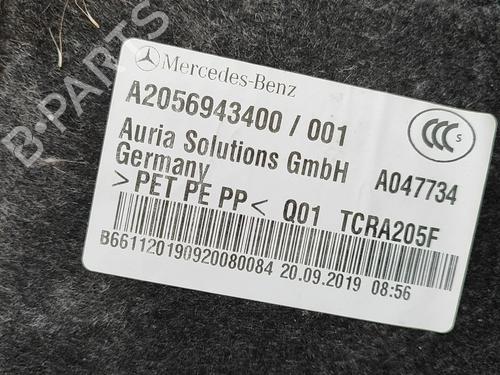 Mercedes-Benz
A2056943400 / 001
Auria Solutions GmbH
Germany
A047734
>PET PE PP< Q01 TCRA205F
B661120190920080084 20.09.2019 08:56
CCC S
B-PARTS